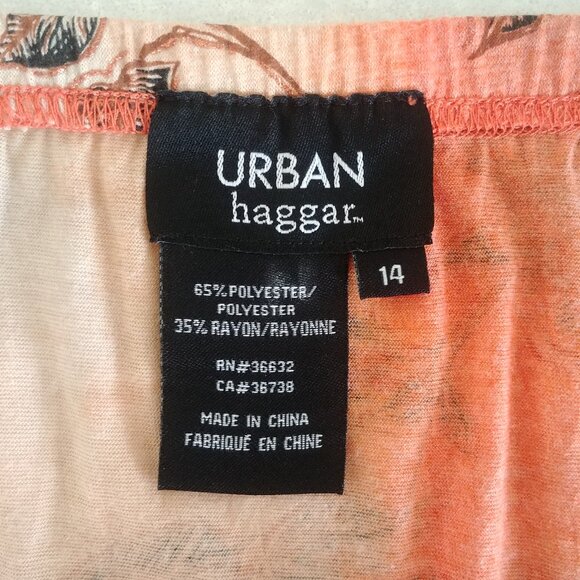 URBAN
haggar™
14
65% POLYESTER/
POLYESTER
35% RAYON/RAYONNE
RN#36632
CA#36738
MADE IN CHINA
FABRIQUÉ EN CHINE